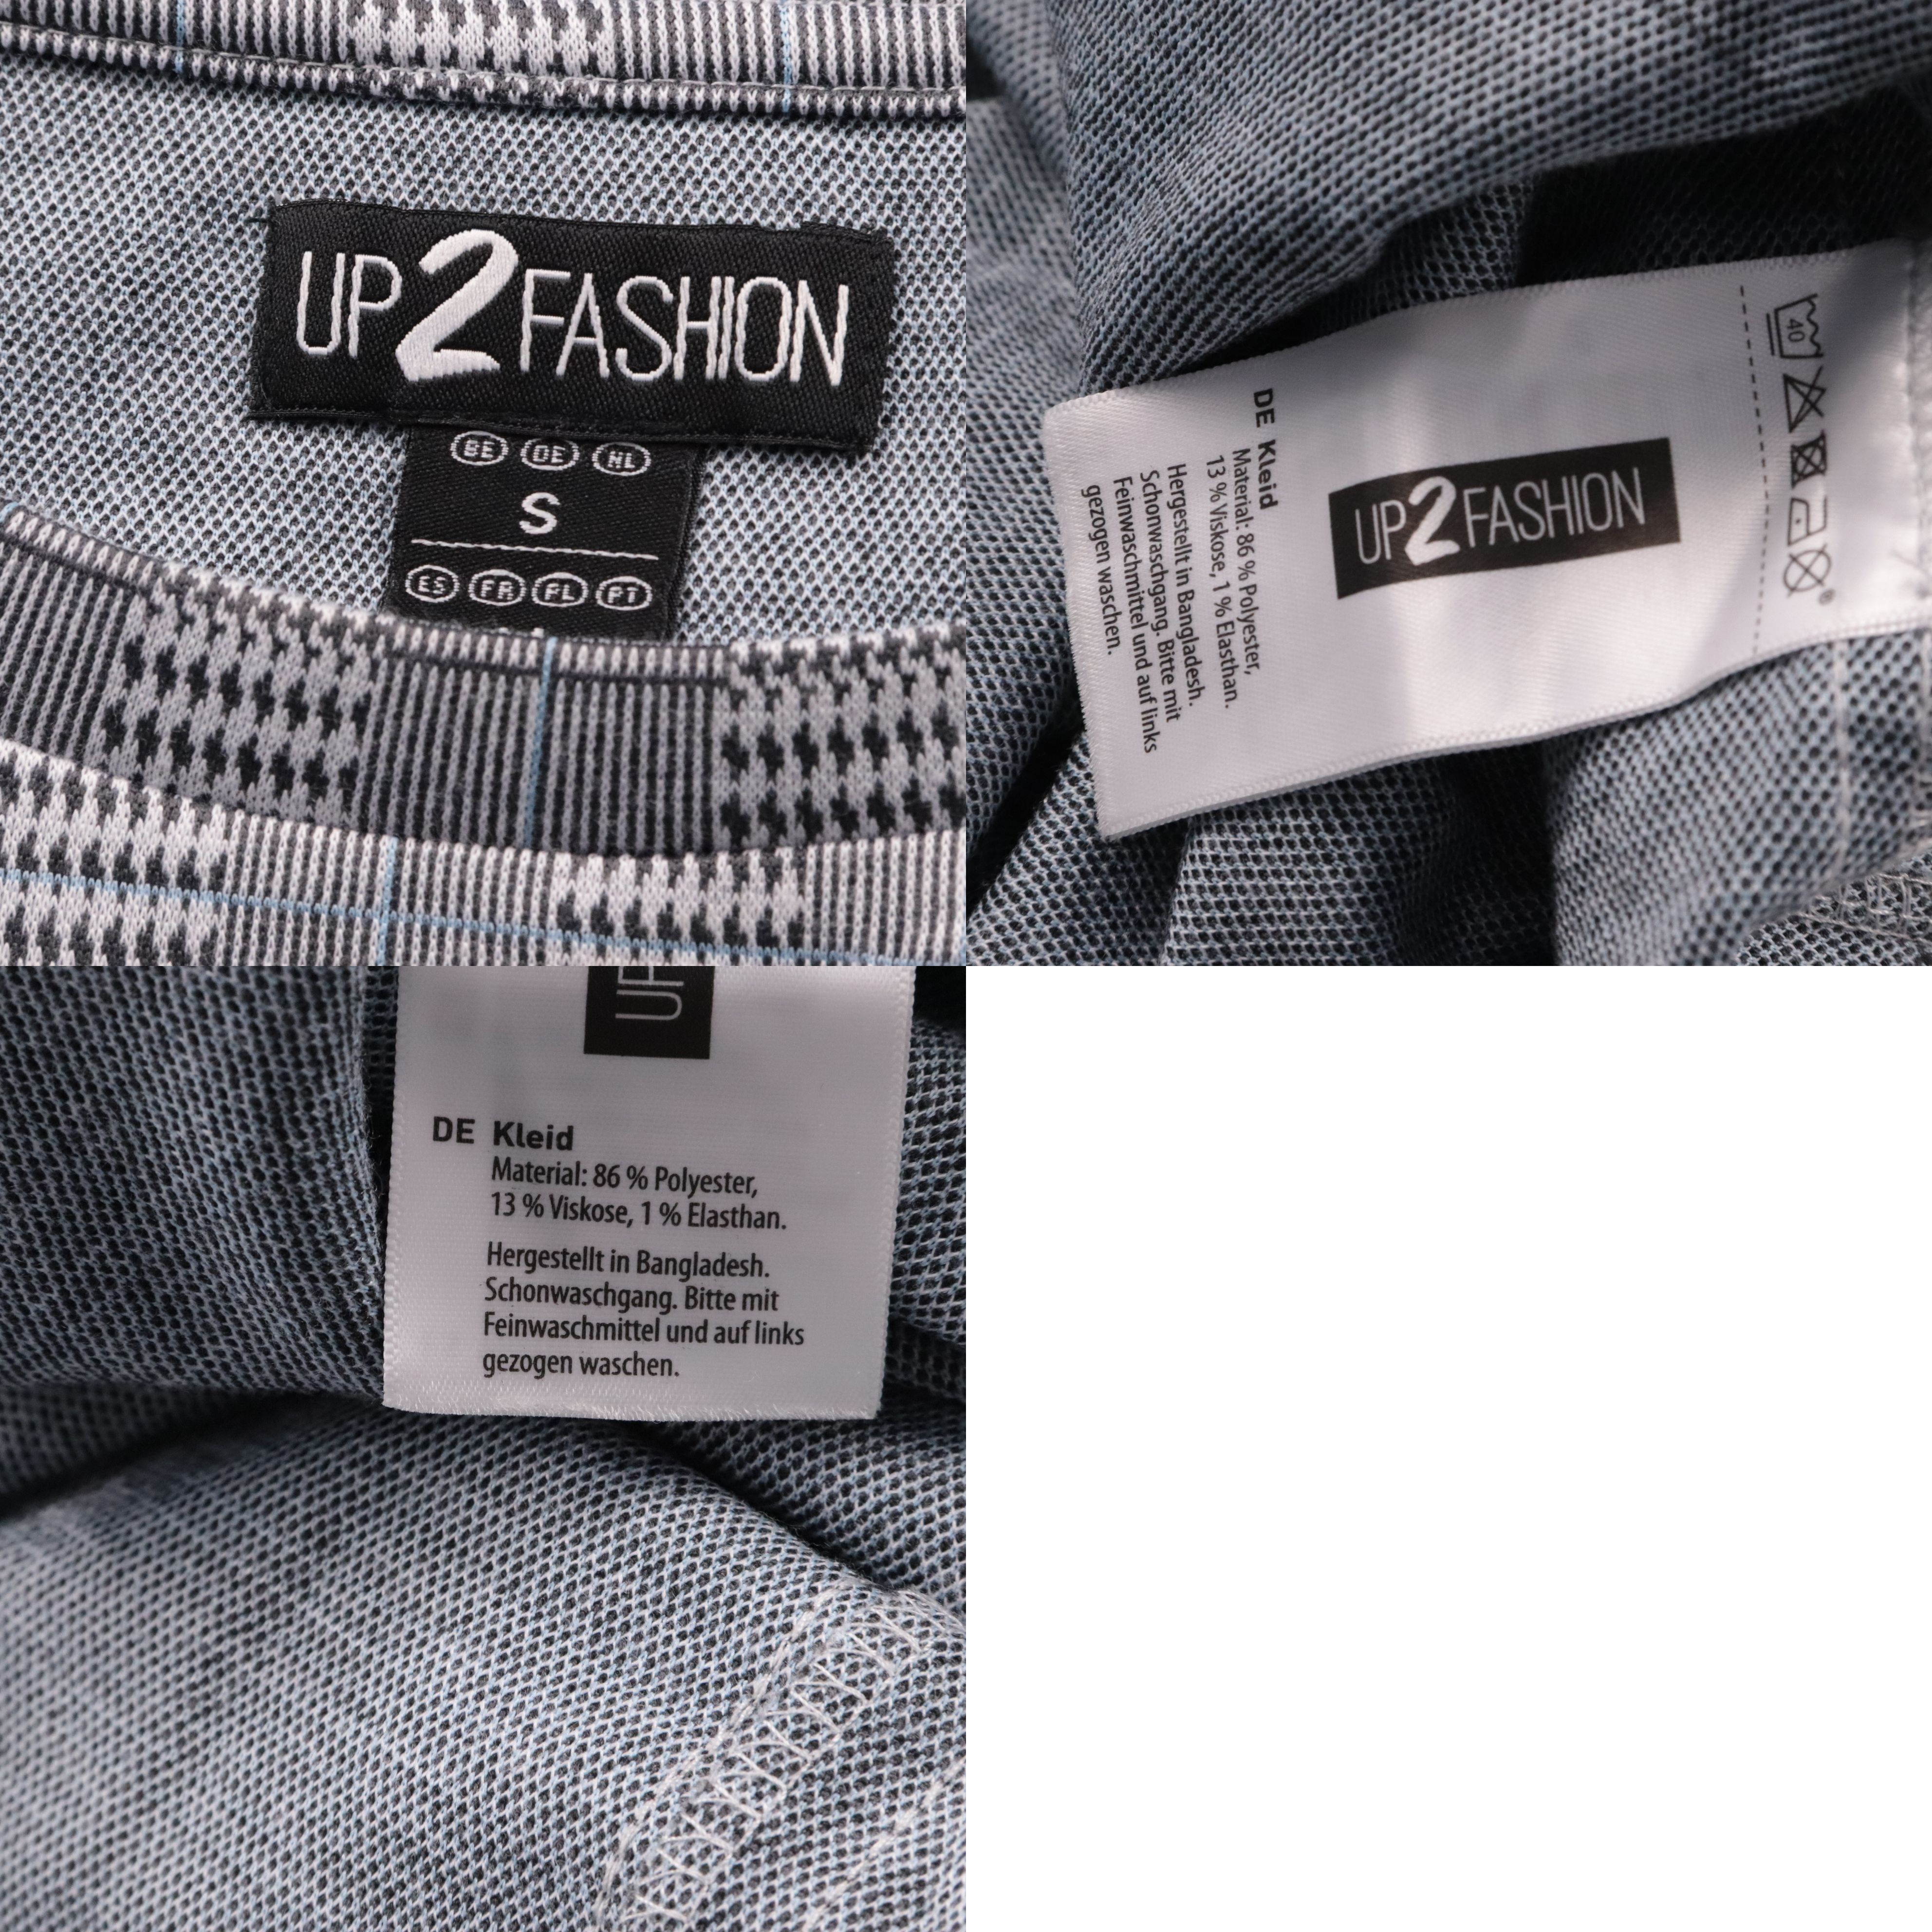 UP2FASHION
BE DE NL
S
ES FR PL PT
40
UP2FASHION
DE Kleid
Material: 86 % Polyester,
13 % Viskose, 1 % Elasthan.
Hergestellt in Bangladesh.
Schonwaschgang. Bitte mit
Feinwaschmittel und auf links
gezogen waschen.
UP
DE Kleid
Material: 86 % Polyester,
13 % Viskose, 1 % Elasthan.
Hergestellt in Bangladesh.
Schonwaschgang. Bitte mit
Feinwaschmittel und auf links
gezogen waschen.